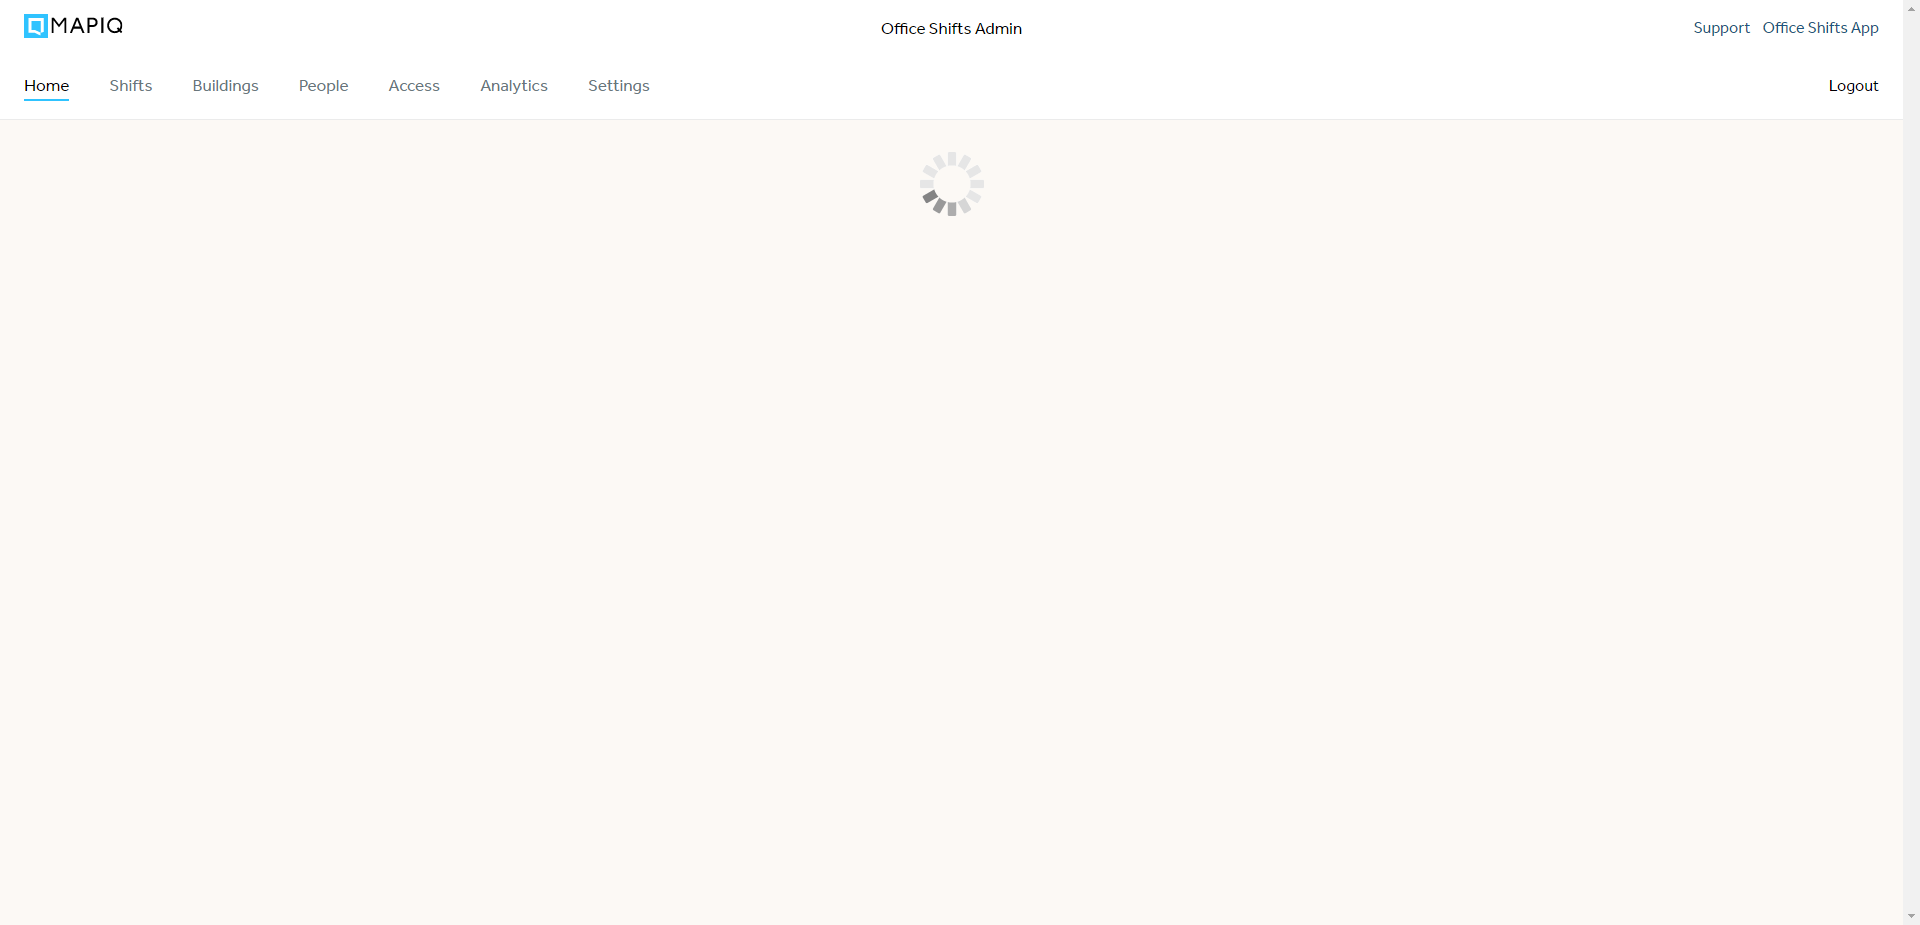 MAPIQ
Office Shifts Admin
Support Office Shifts App
Home Shifts Buildings People Access Analytics Settings Logout